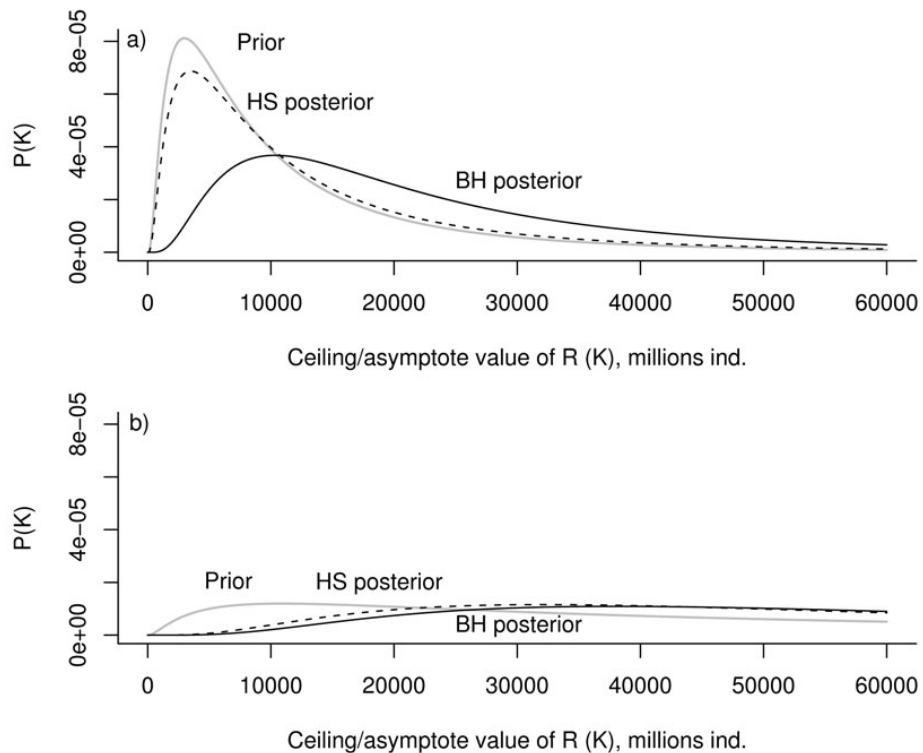 a)
Prior
HS posterior
BH posterior
P(K)
8e-05
4e-05
0e+00
0 10000 20000 30000 40000 50000 60000
Ceiling/asymptote value of R (K), millions ind.
b)
Prior HS posterior
BH posterior
P(K)
8e-05
4e-05
0e+00
0 10000 20000 30000 40000 50000 60000
Ceiling/asymptote value of R (K), millions ind.